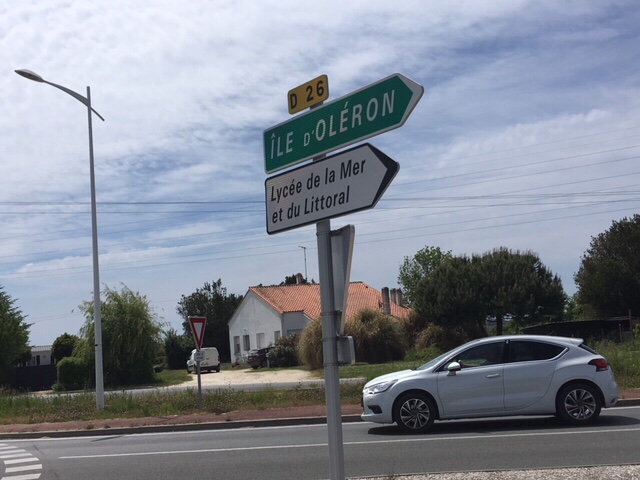 D 26
ÎLE D'OLÉRON
Lycée de la Mer
et du Littoral